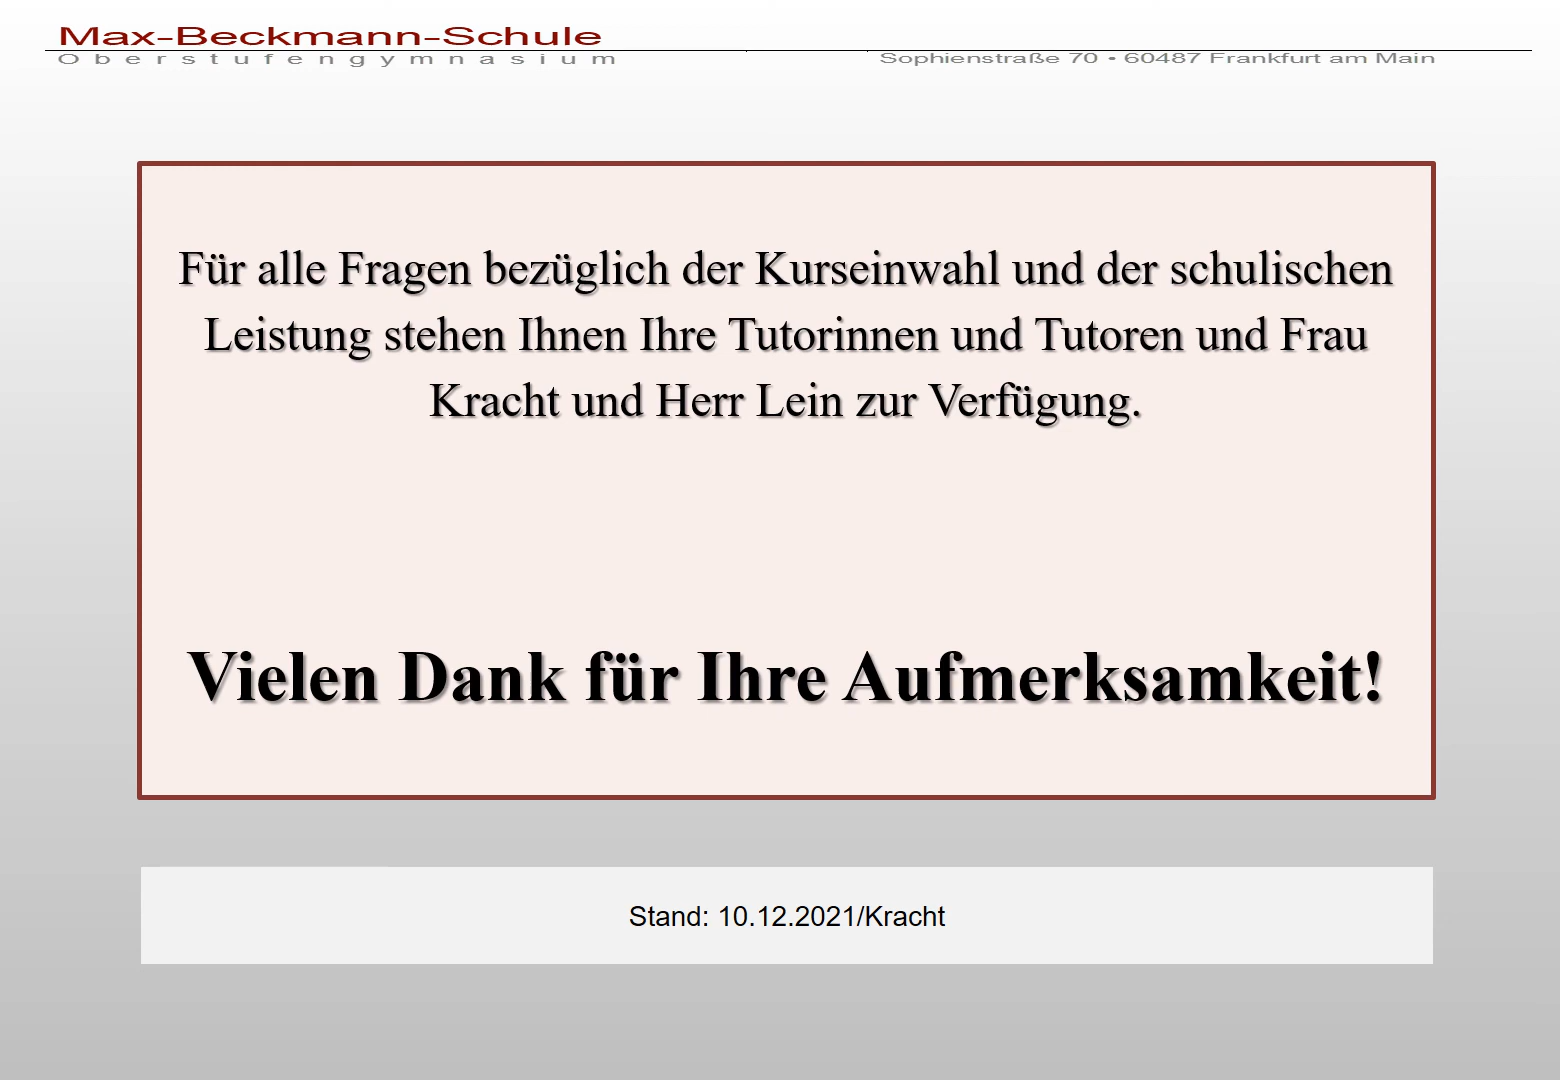 Max-Beckmann-Schule
Oberstufengymnasium
Sophienstraße 70 • 60487 Frankfurt am Main
Für alle Fragen bezüglich der Kurseinwahl und der schulischen
Leistung stehen Ihnen Ihre Tutorinnen und Tutoren und Frau
Kracht und Herr Lein zur Verfügung.
Vielen Dank für Ihre Aufmerksamkeit!
Stand: 10.12.2021/Kracht